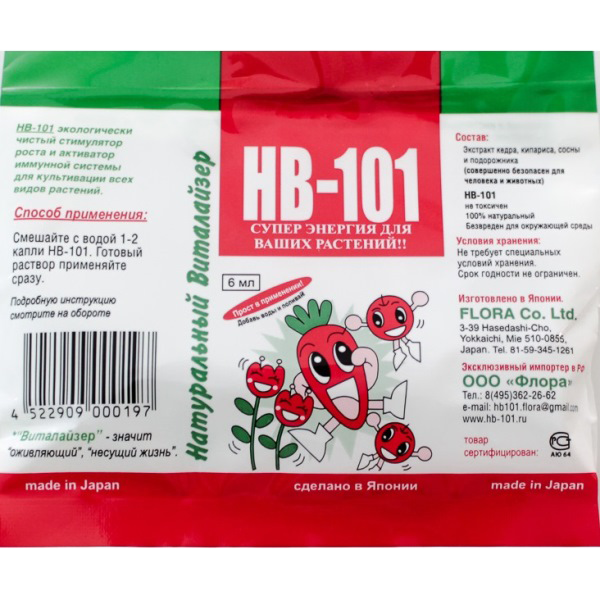 НВ-101 экологически
чистый стимулятор
роста и активатор
иммунной системы
для культивации всех
видов растений.
Способ применения:
Смешайте с водой 1-2
капли НВ-101. Готовый
раствор применяйте
сразу.
Подробную инструкцию
смотрите на обороте
4 522909 000197
"Виталайзер" - значит
"оживляющий", "несущий жизнь".
made in Japan
Натуральный Виталайзер
НВ-101
СУПЕР ЭНЕРГИЯ ДЛЯ
ВАШИХ РАСТЕНИЙ!!
6 мл
Прост в применении!
Добавь воды и поливай
сделано в Японии
Состав:
Экстракт кедра, кипариса, сосны
и подорожника
(совершенно безопасен для
человека и животных)
НВ-101
не токсичен
100% натуральный
Безвреден для окружающей среды
Условия хранения:
Не требует специальных
условий хранения.
Срок годности не ограничен.
Изготовлено в Японии.
FLORA Co. Ltd.
3-39 Hasedashi-Cho,
Yokkaichi, Mie 510-0855,
Japan. Tel. 81-59-345-1261
Эксклюзивный импортер в РФ
ООО "Флора"
Тел.: 8(495)362-26-62
e-mail: hb101.flora@gmail.com
www.hb-101.ru
товар
сертифицирован:
РС
АЮ 64
made in Japan